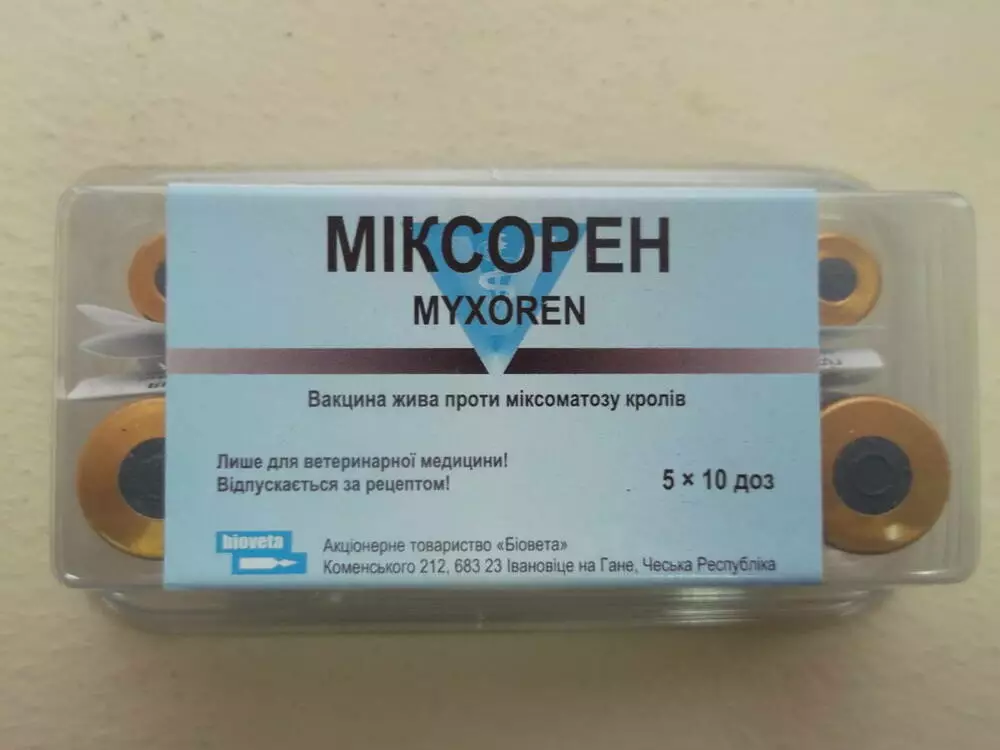 МІКСОРЕН
MYXOREN
Вакцина жива проти міксоматозу кролів
Лише для ветеринарної медицини!
Відпускається за рецептом!
5 × 10 доз
bioveta
Акціонерне товариство «Біовета»
Коменського 212, 683 23 Івановіце на Гане, Чеська Республіка